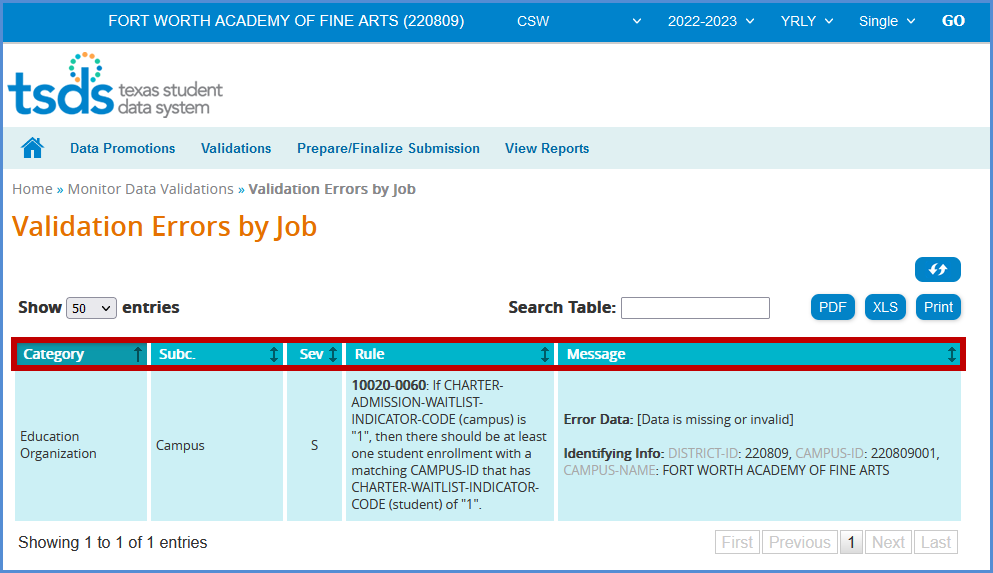 FORT WORTH ACADEMY OF FINE ARTS (220809) CSW 2022-2023 YRLY Single GO
tsds texas student
data system
Data Promotions Validations Prepare/Finalize Submission View Reports
Home » Monitor Data Validations » Validation Errors by Job
Validation Errors by Job
Show 50 entries Search Table: PDF XLS Print
Category Subc. Sev Rule Message
Education
Organization
Campus
S
10020-0060: If CHARTER-
ADMISSION-WAITLIST-
INDICATOR-CODE (campus) is
"1", then there should be at least
one student enrollment with a
matching CAMPUS-ID that has
CHARTER-WAITLIST-INDICATOR-
CODE (student) of "1".
Error Data: [Data is missing or invalid]
Identifying Info: DISTRICT-ID: 220809, CAMPUS-ID: 220809001,
CAMPUS-NAME: FORT WORTH ACADEMY OF FINE ARTS
Showing 1 to 1 of 1 entries First Previous 1 Next Last